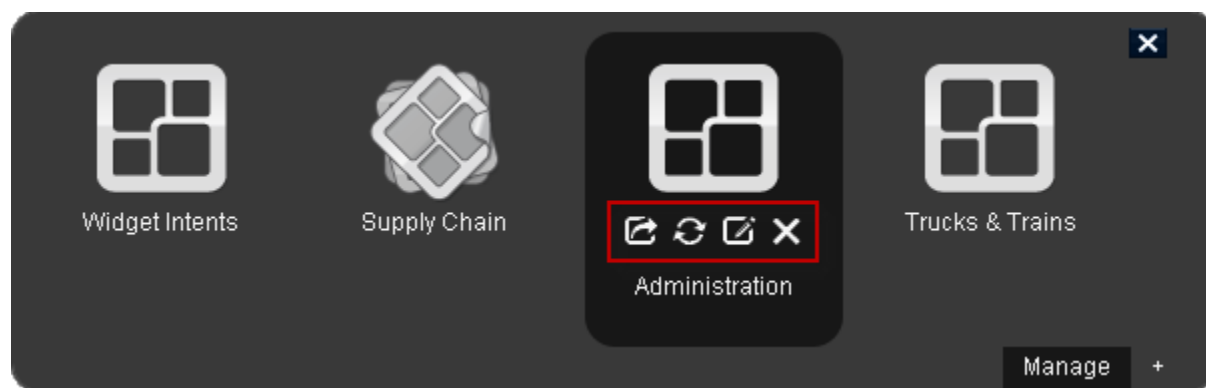 Widget Intents
Supply Chain
Administration
Trucks & Trains
Manage +